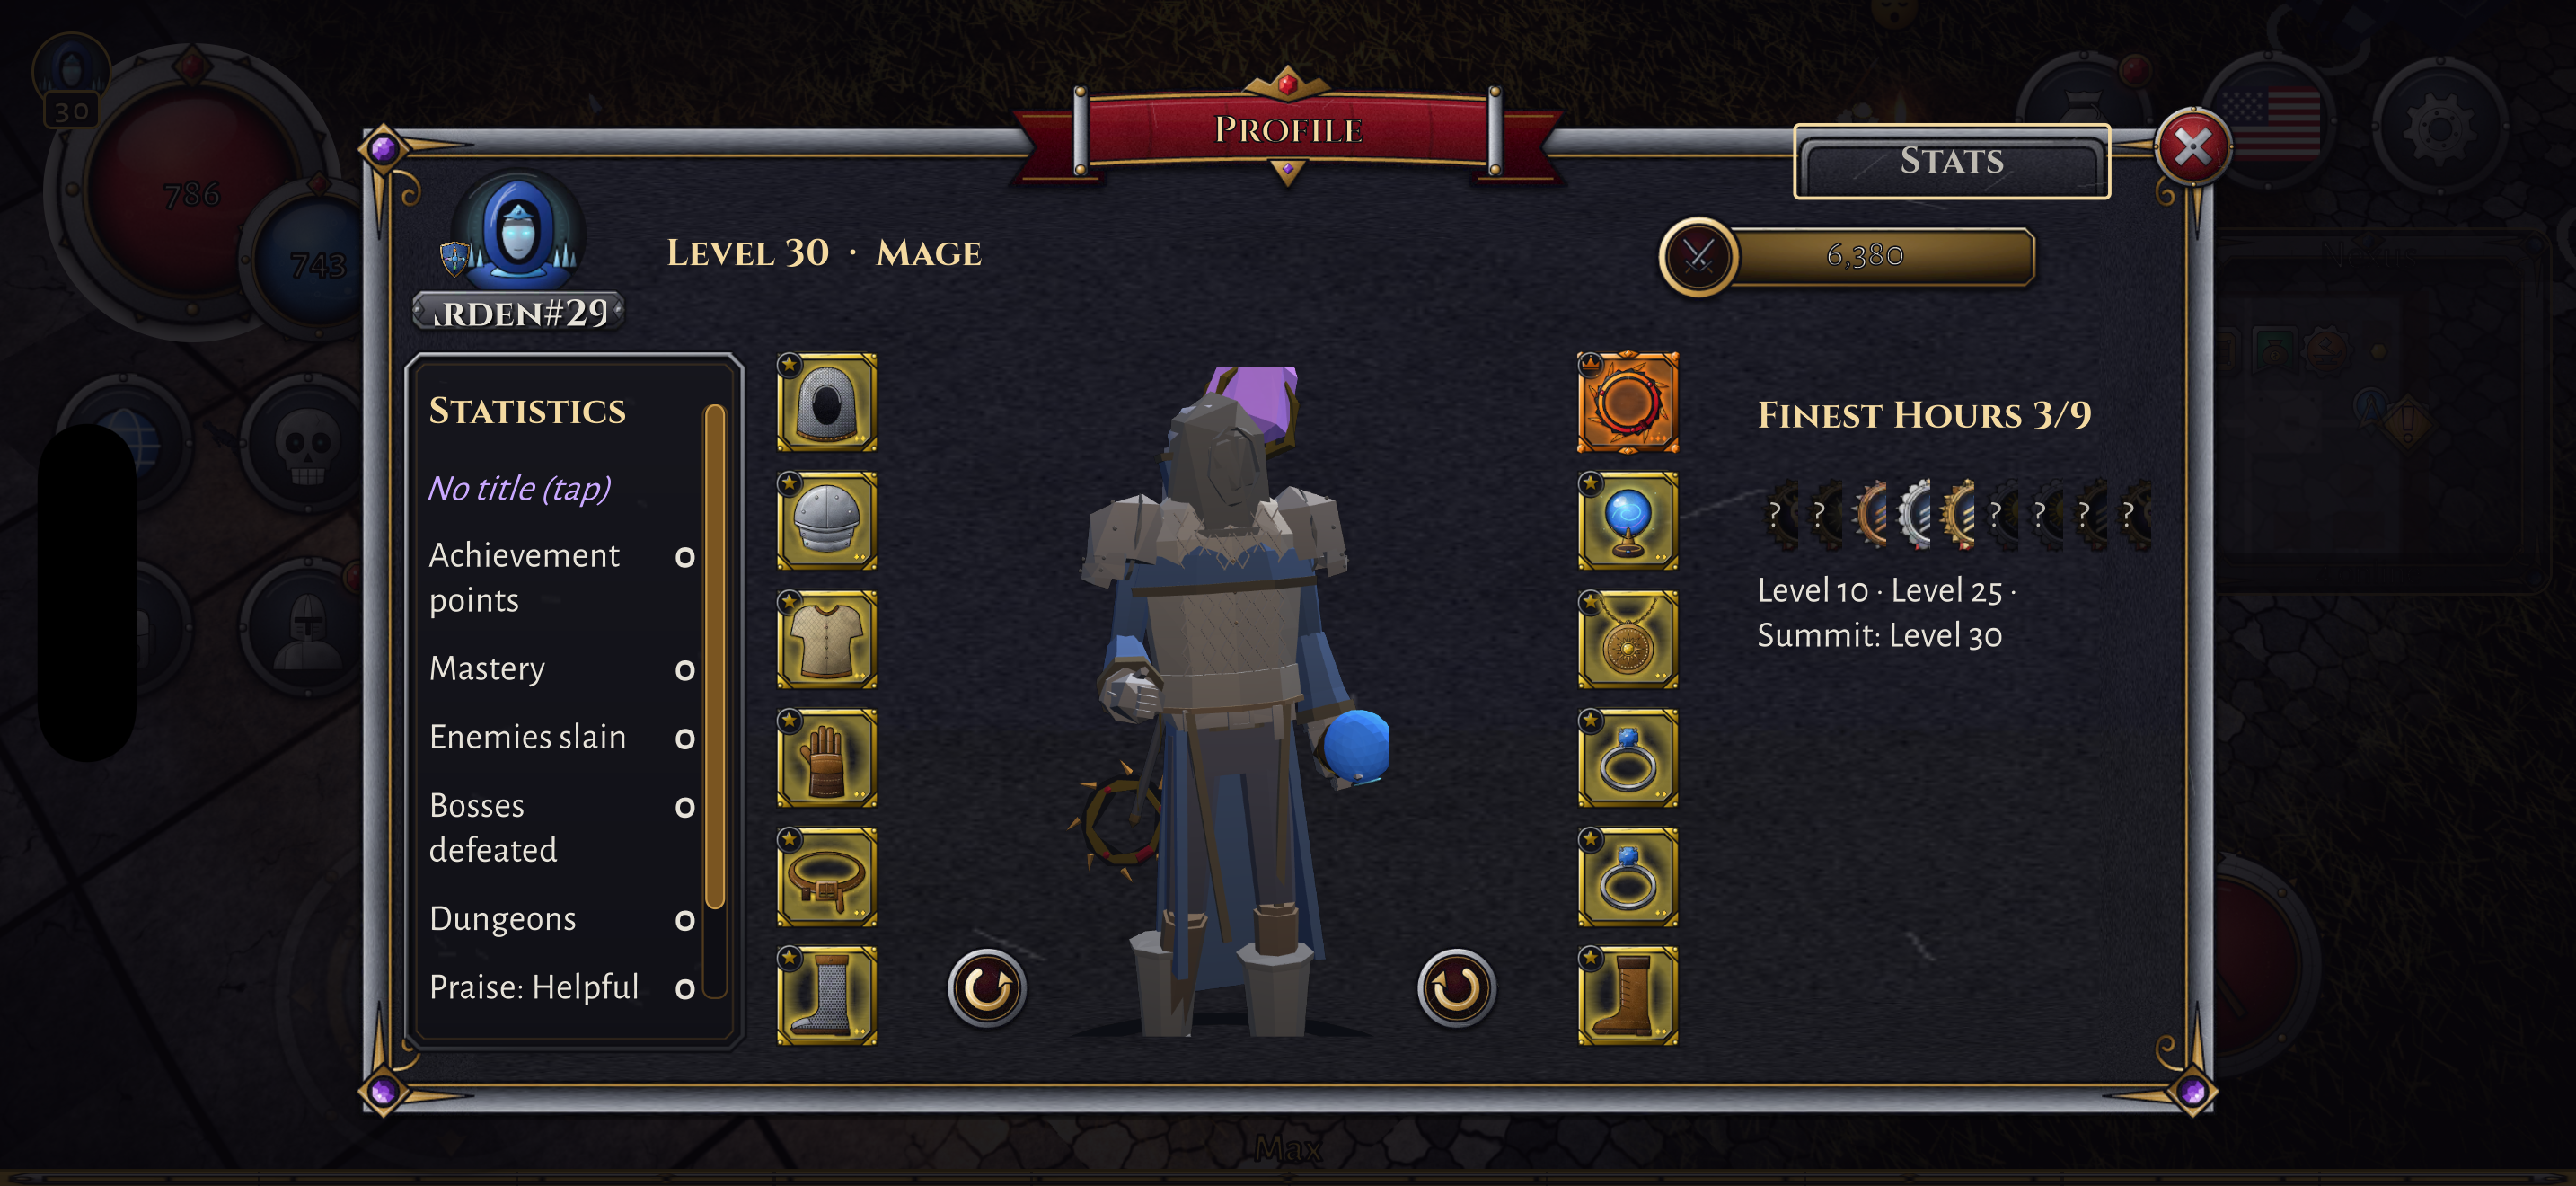 30
786
743
PROFILE
STATS
LEVEL 30 · MAGE
6,380
RDEN#29
STATISTICS
No title (tap)
Achievement 0
points
Mastery 0
Enemies slain 0
Bosses 0
defeated
Dungeons 0
Praise: Helpful 0
FINEST HOURS 3/9
? ? ? ? ? ?
Level 10 · Level 25 ·
Summit: Level 30
Max